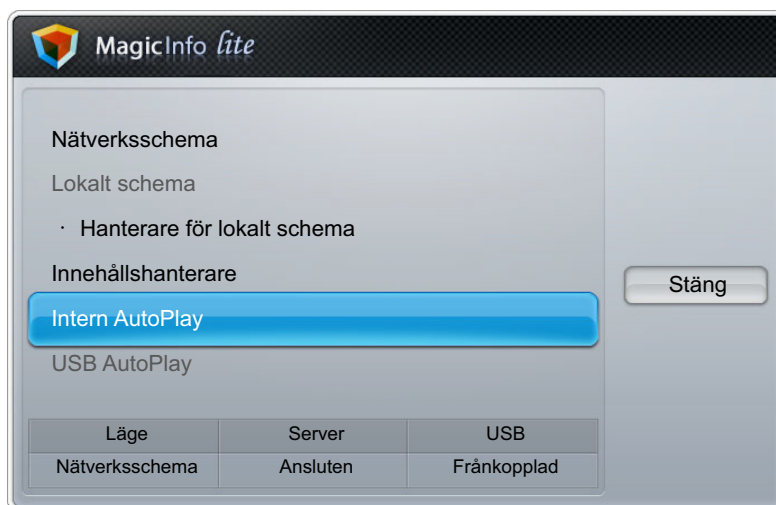 MagicInfo lite
Nätverksschema
Lokalt schema
· Hanterare för lokalt schema
Innehållshanterare
Intern AutoPlay
USB AutoPlay
Stäng
Läge Server USB
Nätverksschema Ansluten Frånkopplad